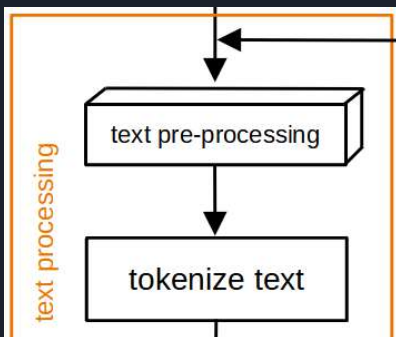 text pre-processing
text processing
tokenize text